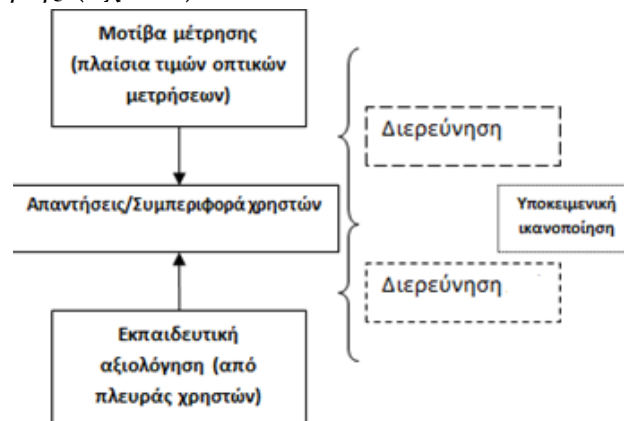 Μοτίβα μέτρησης
(πλαίσια τιμών οπτικών
μετρήσεων)
Διερεύνηση
Απαντήσεις/Συμπεριφορά χρηστών
Υποκειμενική
ικανοποίηση
Διερεύνηση
Εκπαιδευτική
αξιολόγηση (από
πλευράς χρηστών)